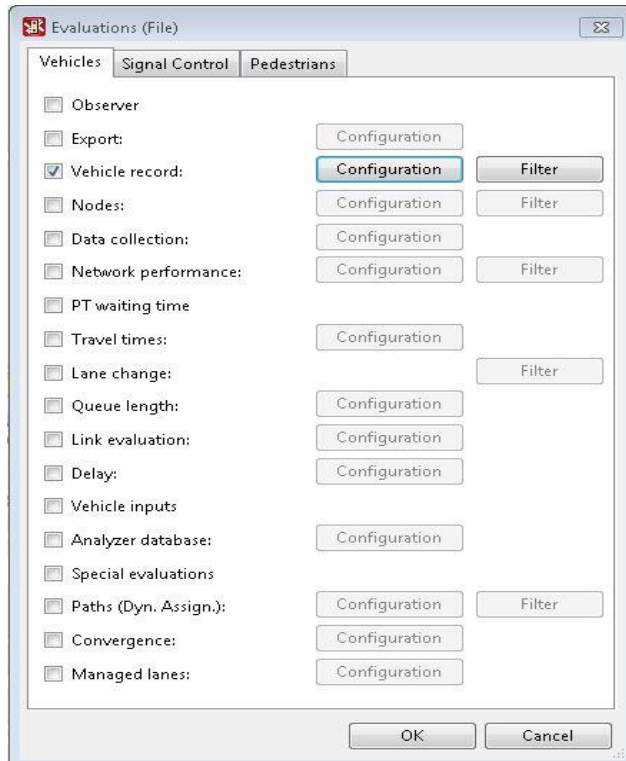 Evaluations (File)
Vehicles Signal Control Pedestrians
Observer
Export: Configuration
Vehicle record: Configuration Filter
Nodes: Configuration Filter
Data collection: Configuration
Network performance: Configuration Filter
PT waiting time
Travel times: Configuration
Lane change: Filter
Queue length: Configuration
Link evaluation: Configuration
Delay: Configuration
Vehicle inputs
Analyzer database: Configuration
Special evaluations
Paths (Dyn. Assign.): Configuration Filter
Convergence: Configuration
Managed lanes: Configuration
OK Cancel